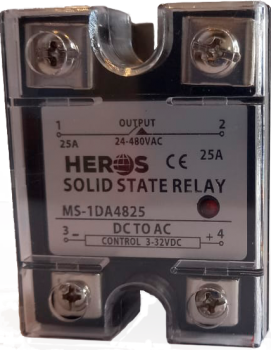 1 OUTPUT 2
25A 24-480VAC
HEROS CE 25A
SOLID STATE RELAY
MS-1DA4825
DC TO AC
3 - CONTROL 3-32VDC + 4